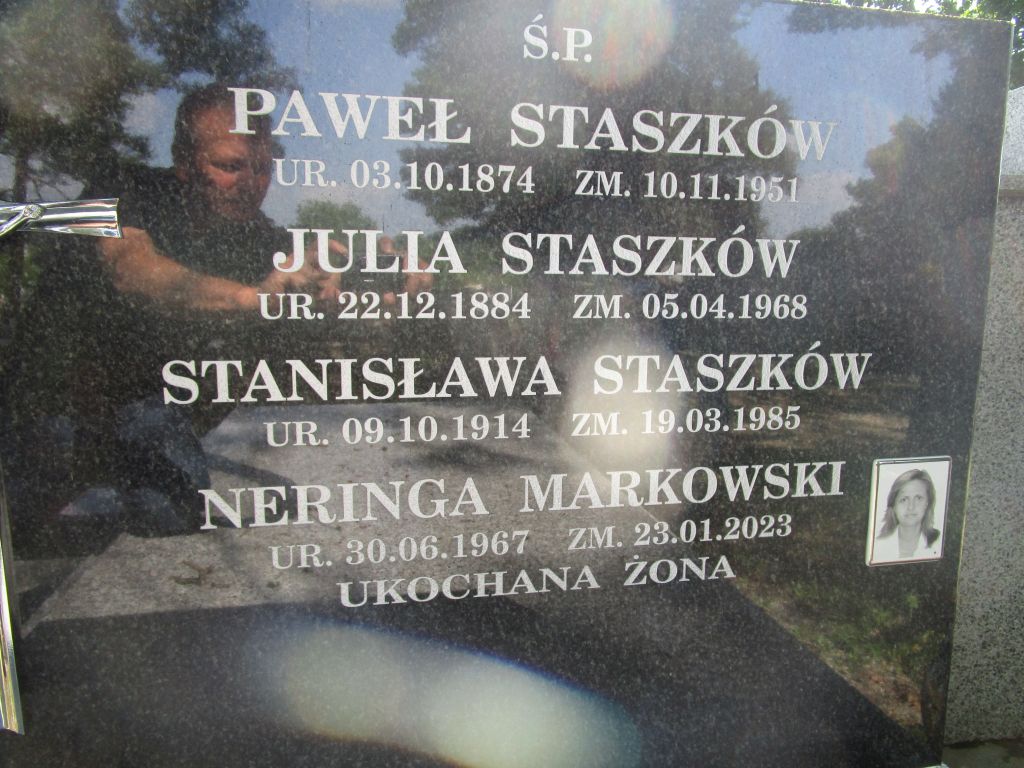 Ś.P.
PAWEŁ STASZKÓW
UR. 03.10.1874 ZM. 10.11.1951
JULIA STASZKÓW
UR. 22.12.1884 ZM. 05.04.1968
STANISŁAWA STASZKÓW
UR. 09.10.1914 ZM. 19.03.1985
NERINGA MARKOWSKI
UR. 30.06.1967 ZM. 23.01.2023
UKOCHANA ŻONA